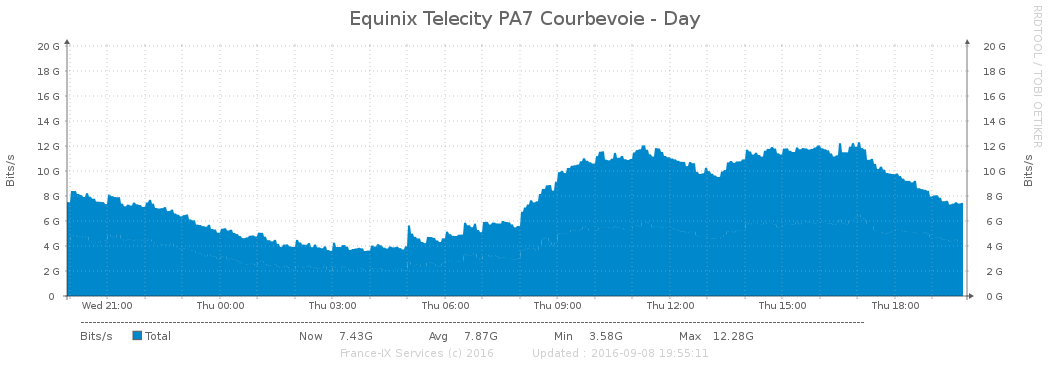 Equinix Telecity PA7 Courbevoie - Day
RRDTOOL / TOBI OETIKER
Bits/s
20 G
18 G
16 G
14 G
12 G
10 G
8 G
6 G
4 G
2 G
0
20 G
18 G
16 G
14 G
12 G
10 G
8 G
6 G
4 G
2 G
0 G
Bits/s
Wed 21:00 Thu 00:00 Thu 03:00 Thu 06:00 Thu 09:00 Thu 12:00 Thu 15:00 Thu 18:00
Bits/s Total Now 7.43G Avg 7.87G Min 3.58G Max 12.28G
France-IX Services (c) 2016 Updated : 2016-09-08 19:55:11